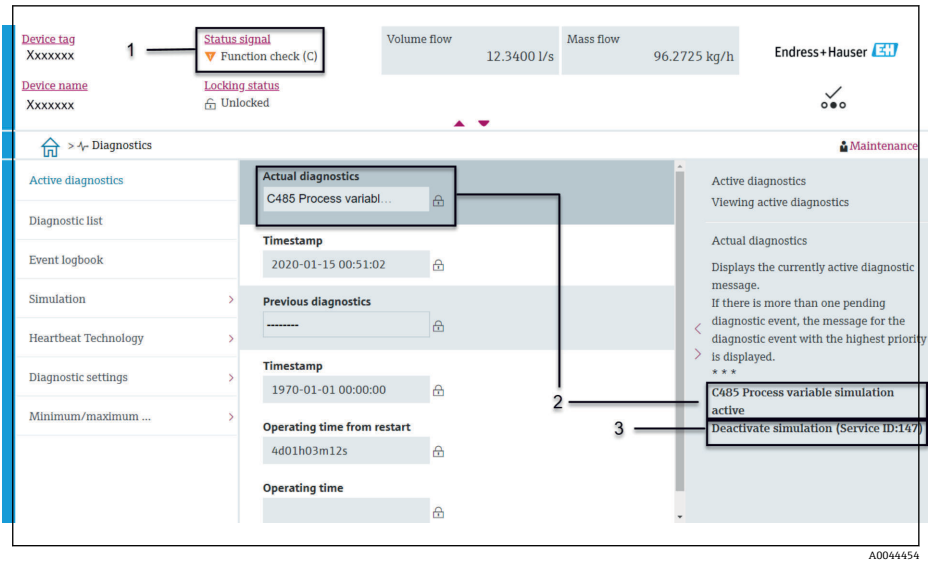 Device tag
Xxxxxxx
1
Status signal
Function check (C)
Volume flow
12.3400 l/s
Mass flow
96.2725 kg/h
Endress+Hauser EH
Device name
Xxxxxxx
Locking status
Unlocked
> Diagnostics
Maintenance
Active diagnostics
Diagnostic list
Event logbook
Simulation >
Heartbeat Technology >
Diagnostic settings >
Minimum/maximum ... >
Actual diagnostics
C485 Process variabl...
Timestamp
2020-01-15 00:51:02
Previous diagnostics
--------
Timestamp
1970-01-01 00:00:00
Operating time from restart
4d01h03m12s
Operating time
2
3
<
>
Active diagnostics
Viewing active diagnostics
Actual diagnostics
Displays the currently active diagnostic
message.
If there is more than one pending
diagnostic event, the message for the
diagnostic event with the highest priority
is displayed.
* * *
C485 Process variable simulation
active
Deactivate simulation (Service ID:147)
A0044454